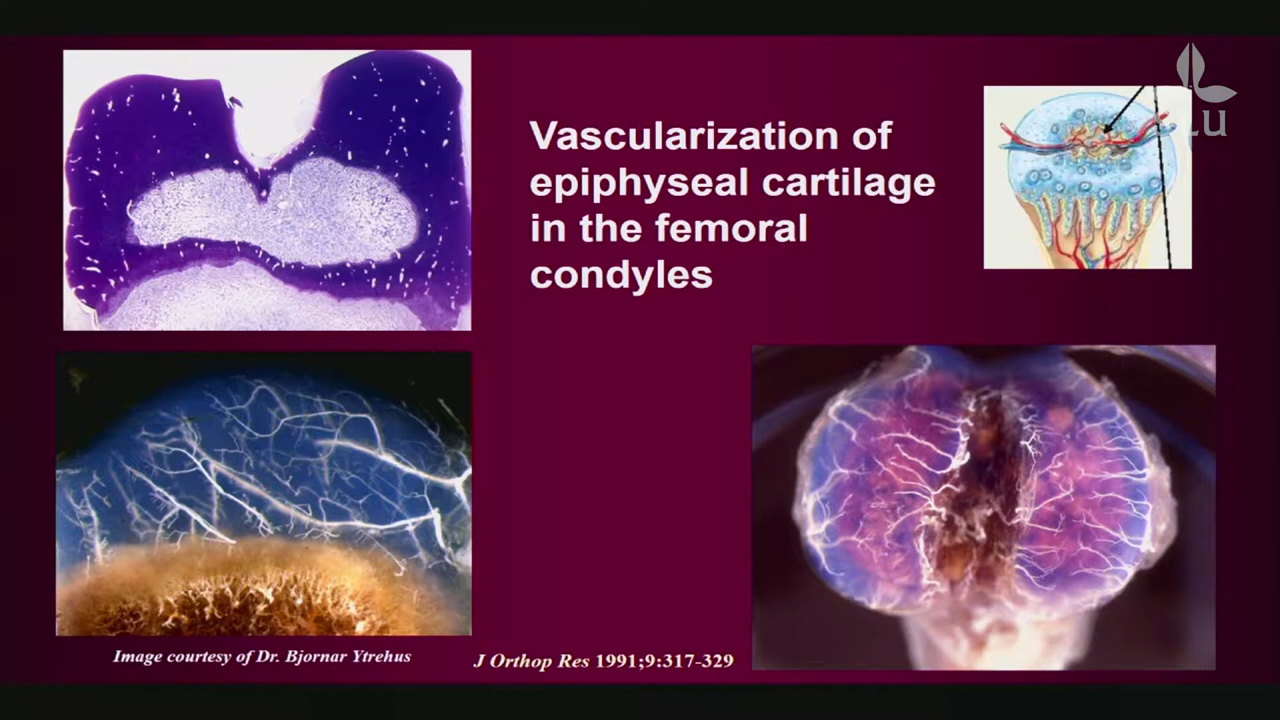 Vascularization of
epiphyseal cartilage
in the femoral
condyles
Image courtesy of Dr. Bjornar Ytrehus
J Orthop Res 1991;9:317-329